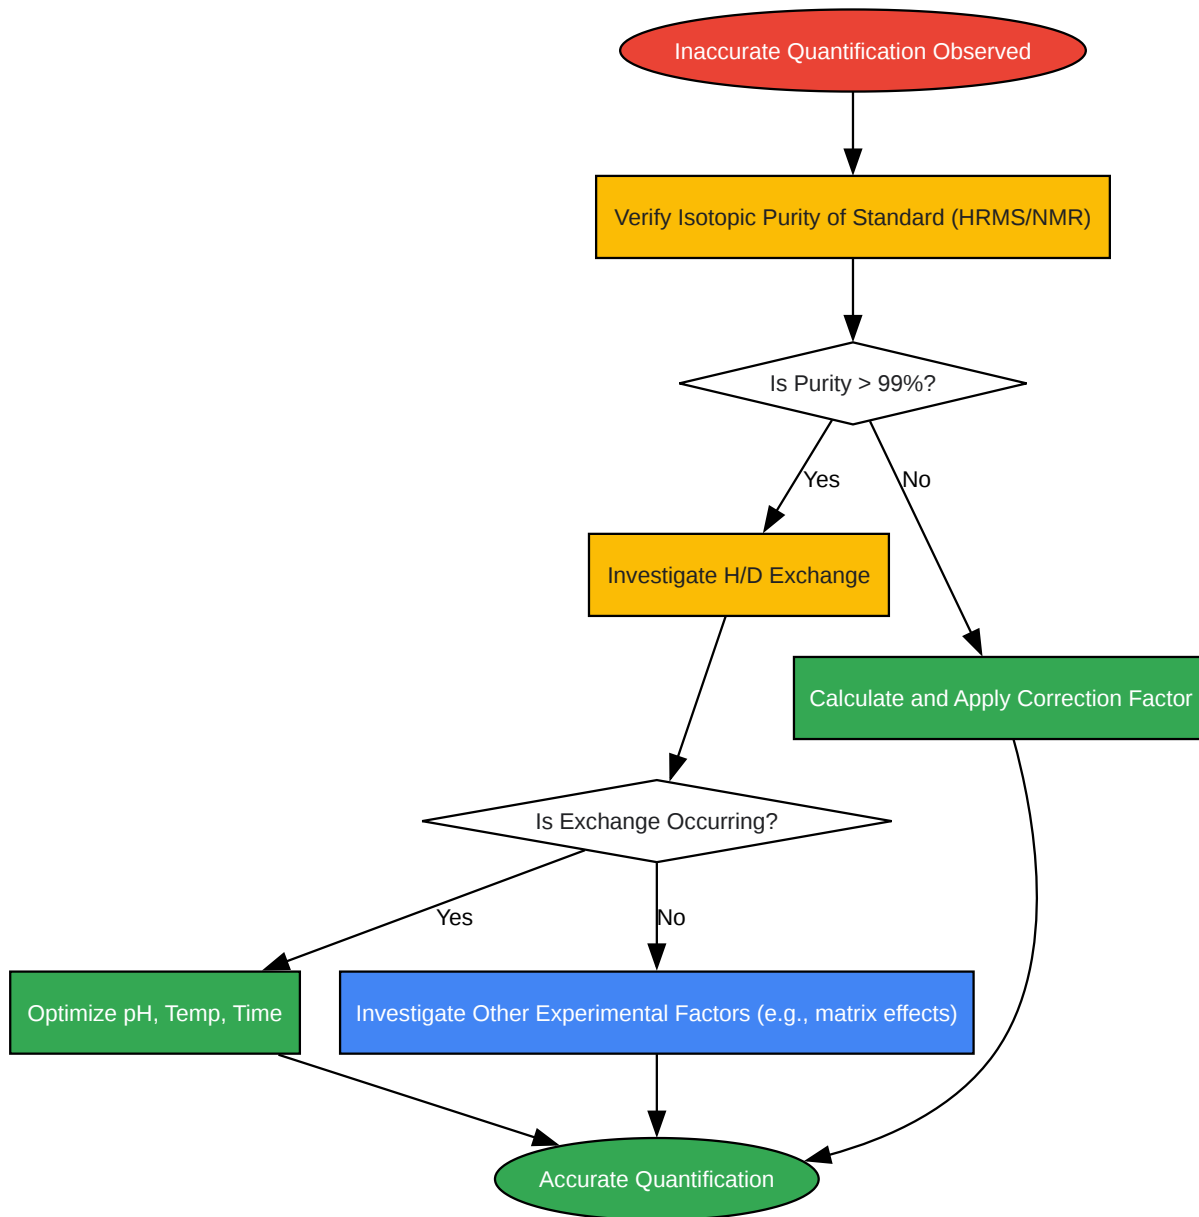 Inaccurate Quantification Observed
Verify Isotopic Purity of Standard (HRMS/NMR)
Is Purity > 99%?
Yes
No
Investigate H/D Exchange
Calculate and Apply Correction Factor
Is Exchange Occurring?
Yes
No
Optimize pH, Temp, Time
Investigate Other Experimental Factors (e.g., matrix effects)
Accurate Quantification